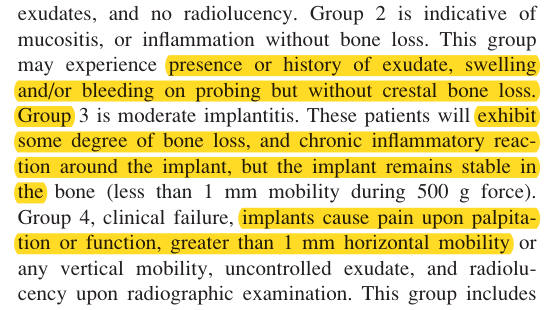 exudates, and no radiolucency. Group 2 is indicative of
mucositis, or inflammation without bone loss. This group
may experience presence or history of exudate, swelling
and/or bleeding on probing but without crestal bone loss.
Group 3 is moderate implantitis. These patients will exhibit
some degree of bone loss, and chronic inflammatory reac-
tion around the implant, but the implant remains stable in
the bone (less than 1 mm mobility during 500 g force).
Group 4, clinical failure, implants cause pain upon palpita-
tion or function, greater than 1 mm horizontal mobility or
any vertical mobility, uncontrolled exudate, and radiolu-
cency upon radiographic examination. This group includes